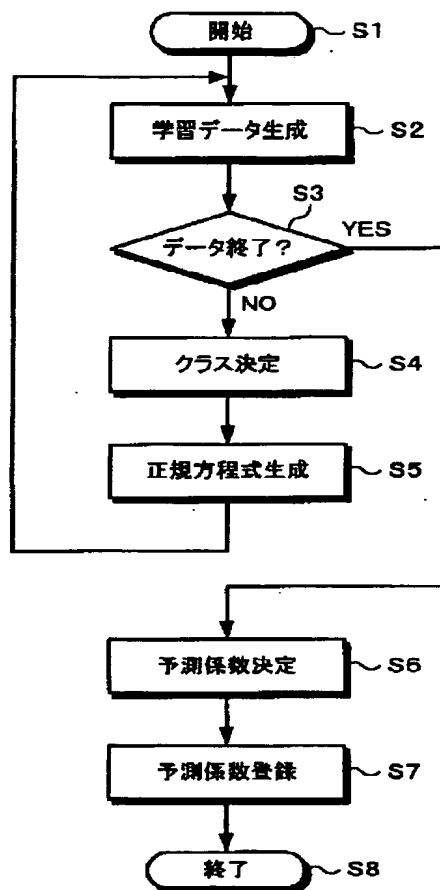 開始 S1
学習データ生成 S2
S3
データ終了? YES
NO
クラス決定 S4
正規方程式生成 S5
予測係数決定 S6
予測係数登録 S7
終了 S8